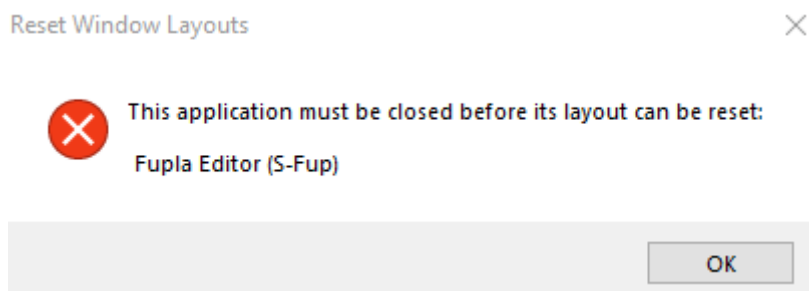 Reset Window Layouts
This application must be closed before its layout can be reset:
Fupla Editor (S-Fup)
OK